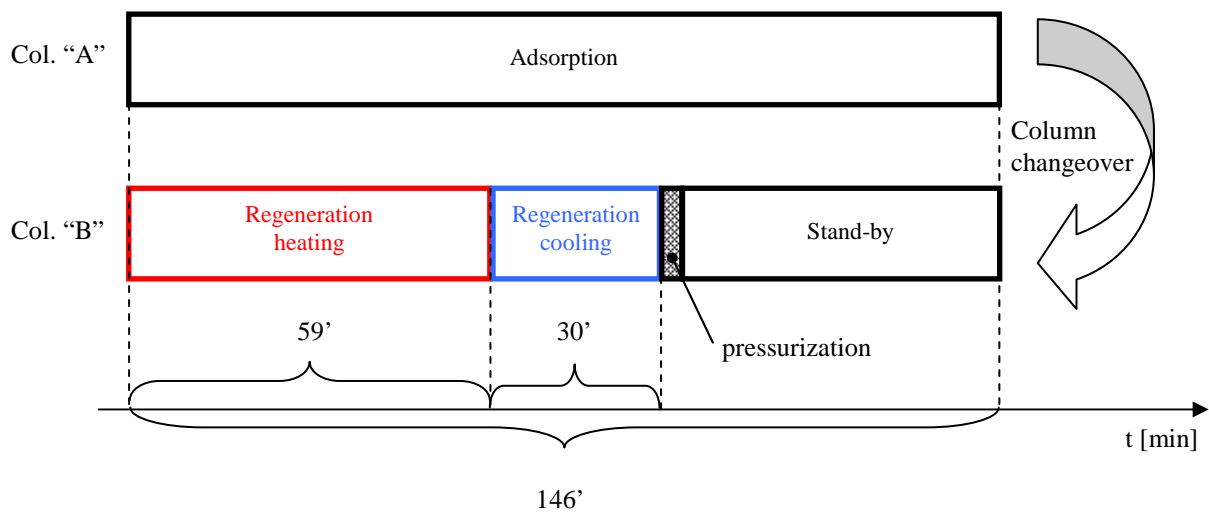 Col. “A”
Adsorption
Column
changeover
Col. “B”
Regeneration
heating
Regeneration
cooling
Stand-by
59’
30’
pressurization
t [min]
146’